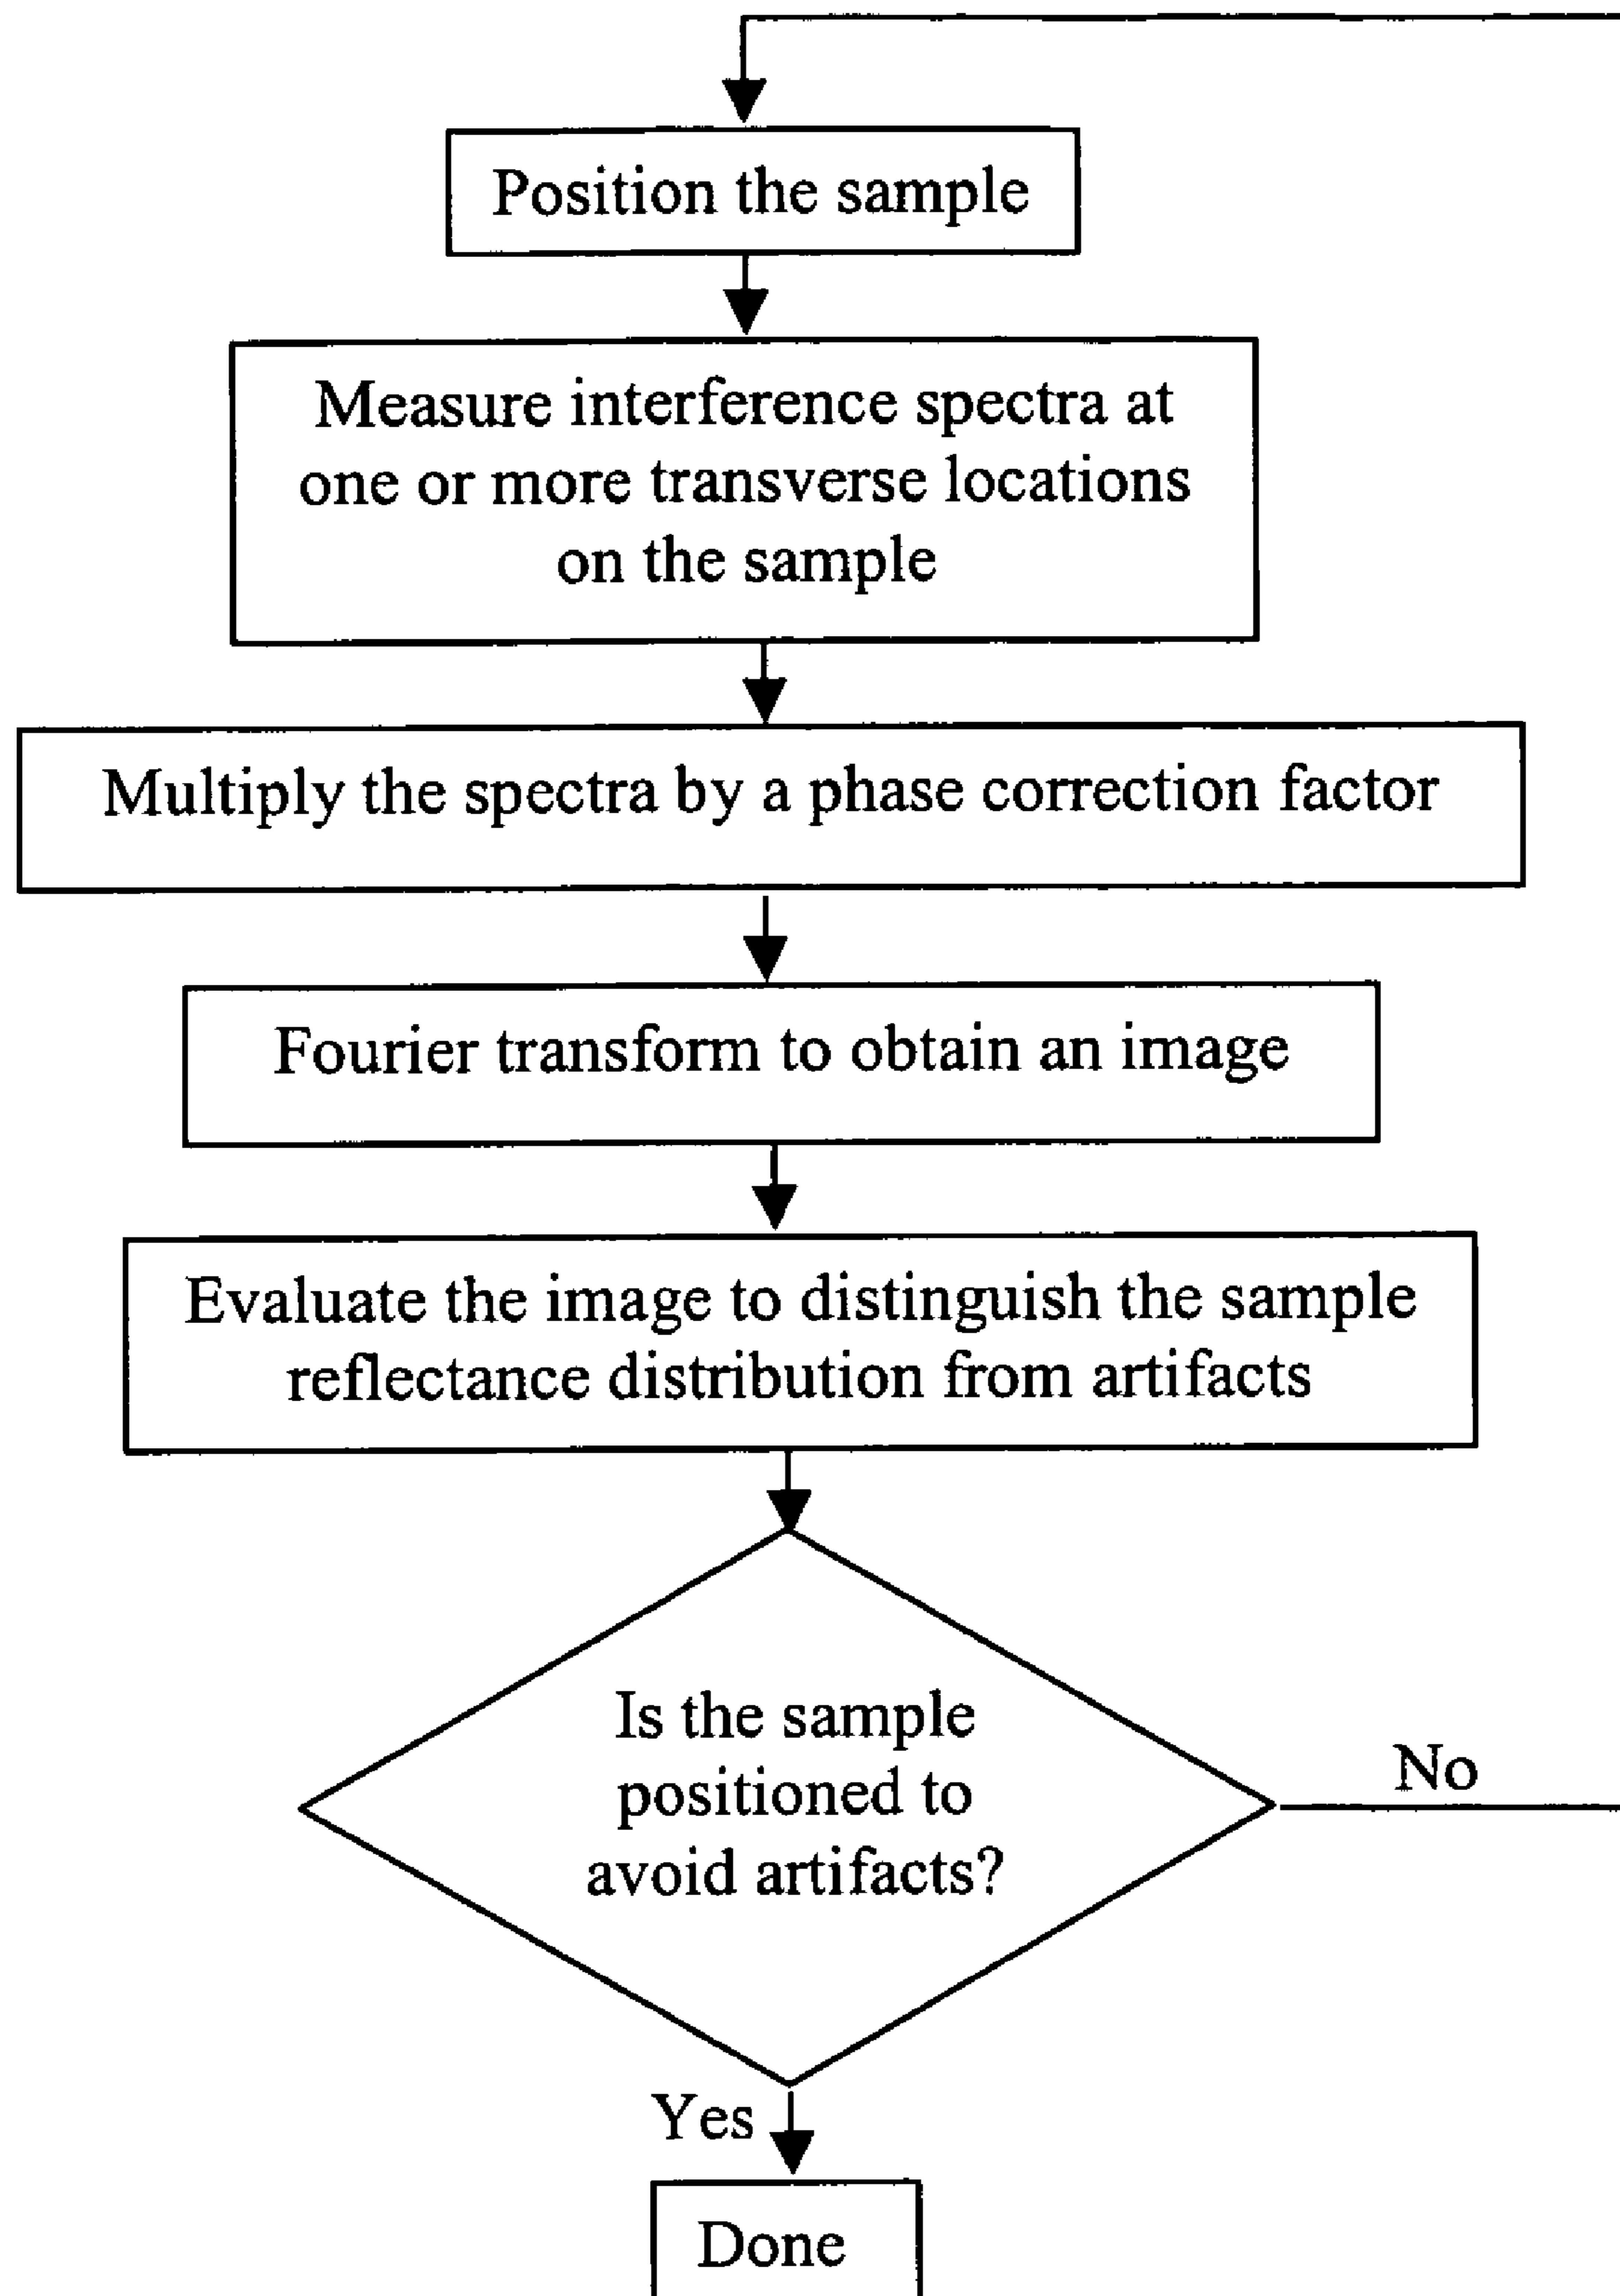 Position the sample
Measure interference spectra at
one or more transverse locations
on the sample
Multiply the spectra by a phase correction factor
Fourier transform to obtain an image
Evaluate the image to distinguish the sample
reflectance distribution from artifacts
Is the sample
positioned to
avoid artifacts?
No
Yes
Done